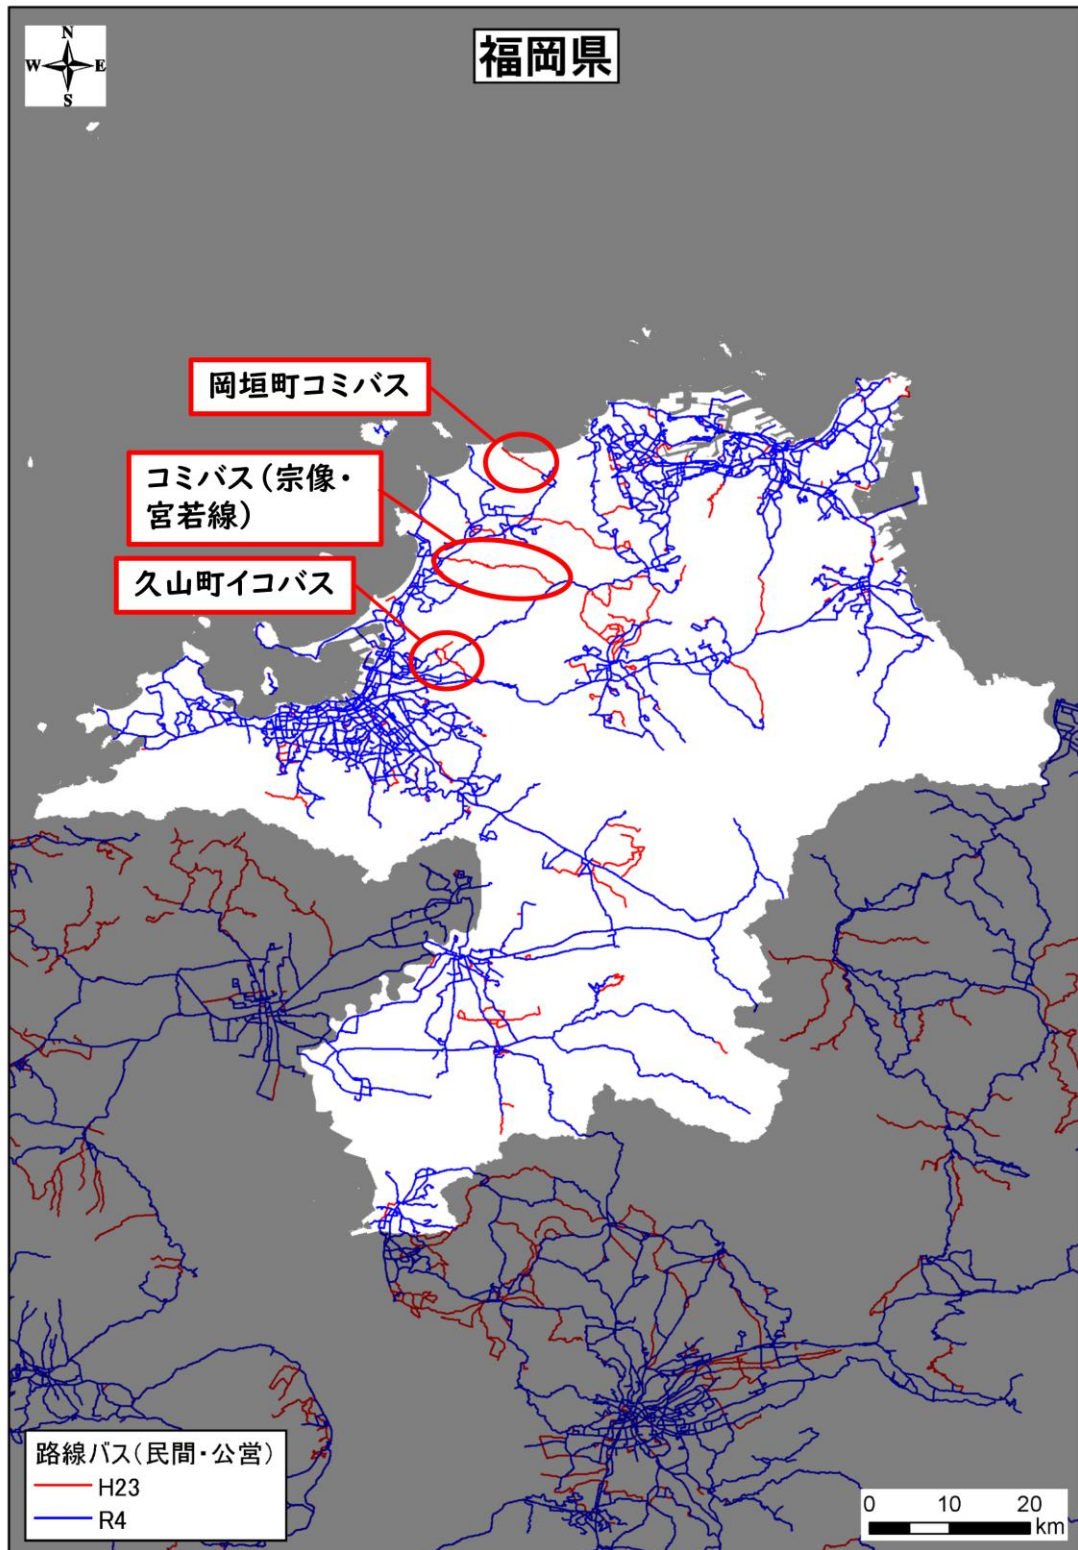 N
W E
S
福岡県
岡垣町コミバス
コミバス（宗像・
宮若線）
久山町イコバス
路線バス(民間・公営)
H23
R4
0 10 20
km